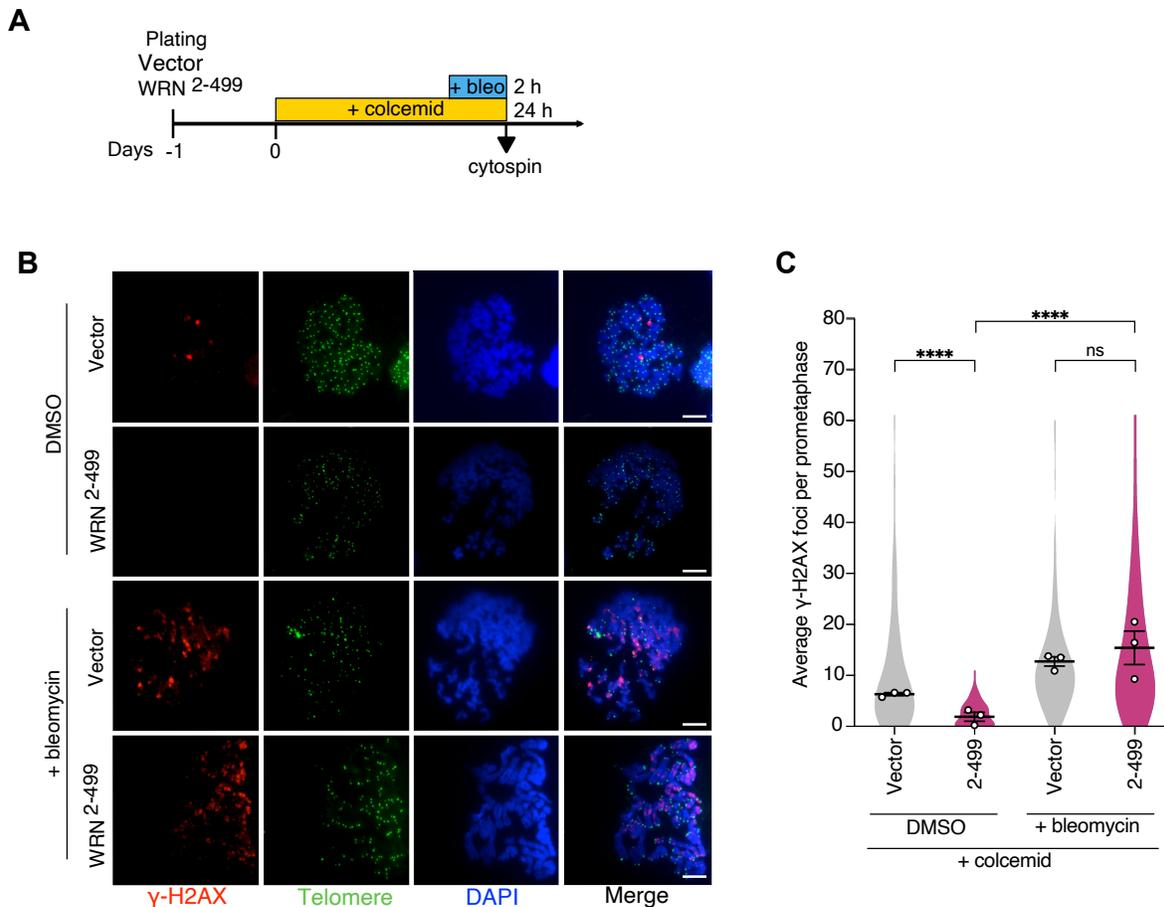 A
Plating
Vector
WRN 2-499
+ bleo 2 h
+ colcemid 24 h
Days -1 0
cytospin
B
DMSO
Vector
WRN 2-499
+ bleomycin
Vector
WRN 2-499
γ-H2AX Telomere DAPI Merge
C
Average γ-H2AX foci per prometaphase
80
70
60
50
40
30
20
10
0
****
****
ns
Vector 2-499 Vector 2-499
DMSO + bleomycin
+ colcemid